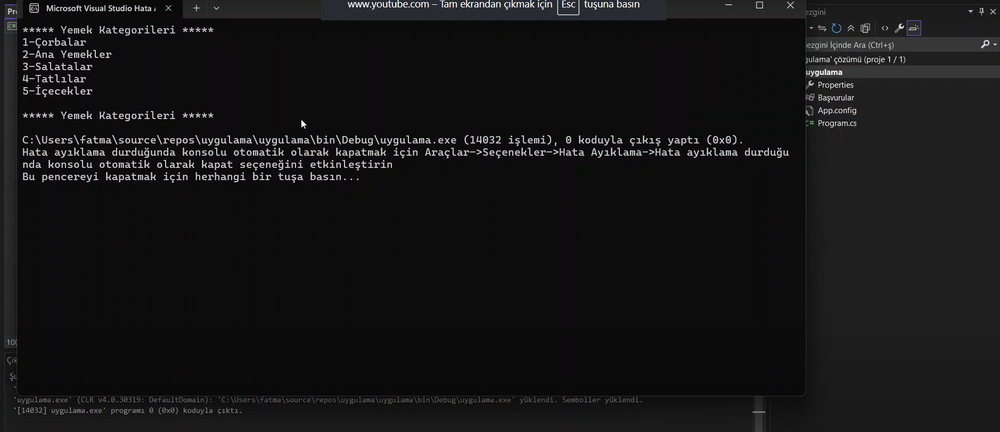 Microsoft Visual Studio Hata
www.youtube.com – Tam ekrandan çıkmak için Esc tuşuna basın
***** Yemek Kategorileri *****
1-Çorbalar
2-Ana Yemekler
3-Salatalar
4-Tatlılar
5-İçecekler
***** Yemek Kategorileri *****
C:\Users\fatma\source\repos\uygulama\uygulama\bin\Debug\uygulama.exe (14032 işlemi), 0 koduyla çıkış yaptı (0x0).
Hata ayıklama durduğunda konsolu otomatik olarak kapatmak için Araçlar->Seçenekler->Hata Ayıklama->Hata ayıklama durduğu
nda konsolu otomatik olarak kapat seçeneğini etkinleştirin
Bu pencereyi kapatmak için herhangi bir tuşa basın...
ezgini
ezgini İçinde Ara (Ctrl+ş)
gulama' çözümü (proje 1 / 1)
uygulama
Properties
Başvurular
App.config
C# Program.cs
Pr
C#
100
Çık
Şu
'uygulama.exe' (CLR v4.0.30319: DefaultDomain): 'C:\Users\fatma\source\repos\uygulama\uygulama\bin\Debug\uygulama.exe' yüklendi. Semboller yüklendi.
'[14032] uygulama.exe' programı 0 (0x0) koduyla çıktı.